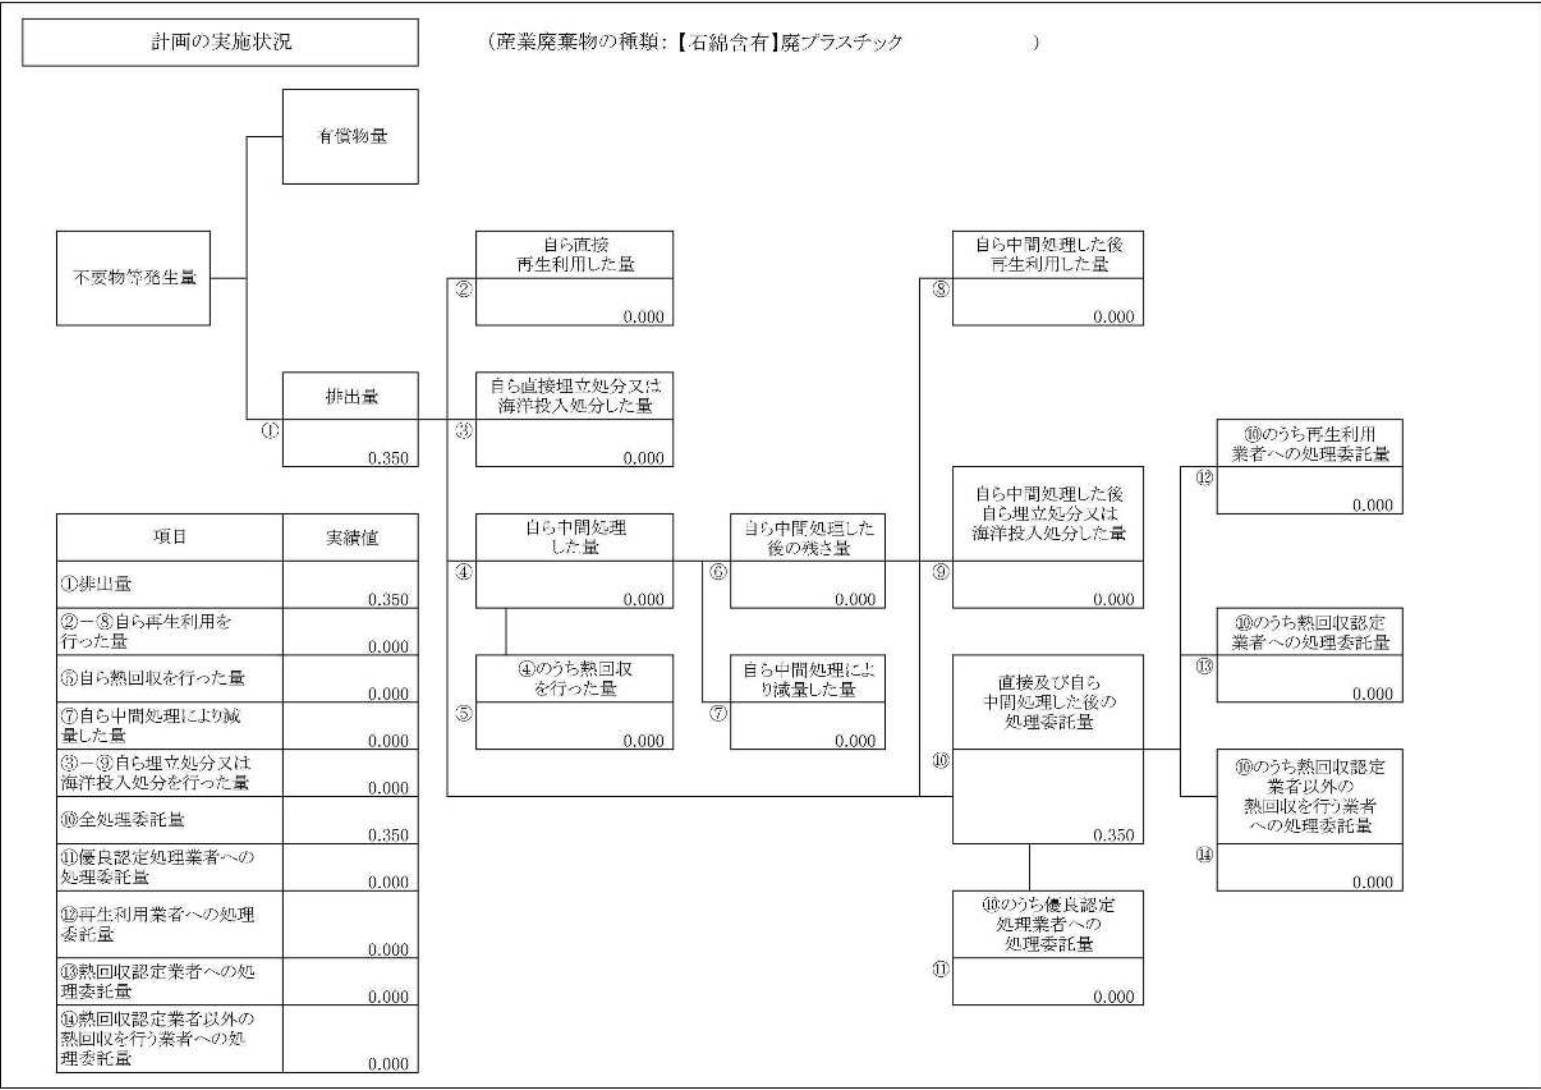 計画の実施状況
（産業廃棄物の種類：【石綿含有】廃プラスチック　　　　）
有償物量
不要物等発生量
自ら直接
再生利用した量
②
0.000
自ら中間処理した後
再生利用した量
⑧
0.000
排出量
①
0.350
自ら直接埋立処分又は
海洋投入処分した量
③
0.000
⑩のうち再生利用
業者への処理委託量
⑫
0.000
自ら中間処理
した量
④
0.000
自ら中間処理した
後の残さ量
⑥
0.000
自ら中間処理した後
自ら埋立処分又は
海洋投入処分した量
⑨
0.000
⑩のうち熱回収認定
業者への処理委託量
⑬
0.000
④のうち熱回収
を行った量
⑤
0.000
自ら中間処理によ
り減量した量
⑦
0.000
直接及び自ら
中間処理した後の
処理委託量
⑩
0.350
⑩のうち熱回収認定
業者以外の
熱回収を行う業者
への処理委託量
⑭
0.000
⑩のうち優良認定
処理業者への
処理委託量
⑪
0.000
項目 実績値
①排出量
0.350
②－⑧自ら再生利用を
行った量
0.000
⑤自ら熱回収を行った量
0.000
⑦自ら中間処理により減
量した量
0.000
③－⑨自ら埋立処分又は
海洋投入処分を行った量
0.000
⑩全処理委託量
0.350
⑪優良認定処理業者への
処理委託量
0.000
⑫再生利用業者への処理
委託量
0.000
⑬熱回収認定業者への処
理委託量
0.000
⑭熱回収認定業者以外の
熱回収を行う業者への処
理委託量
0.000